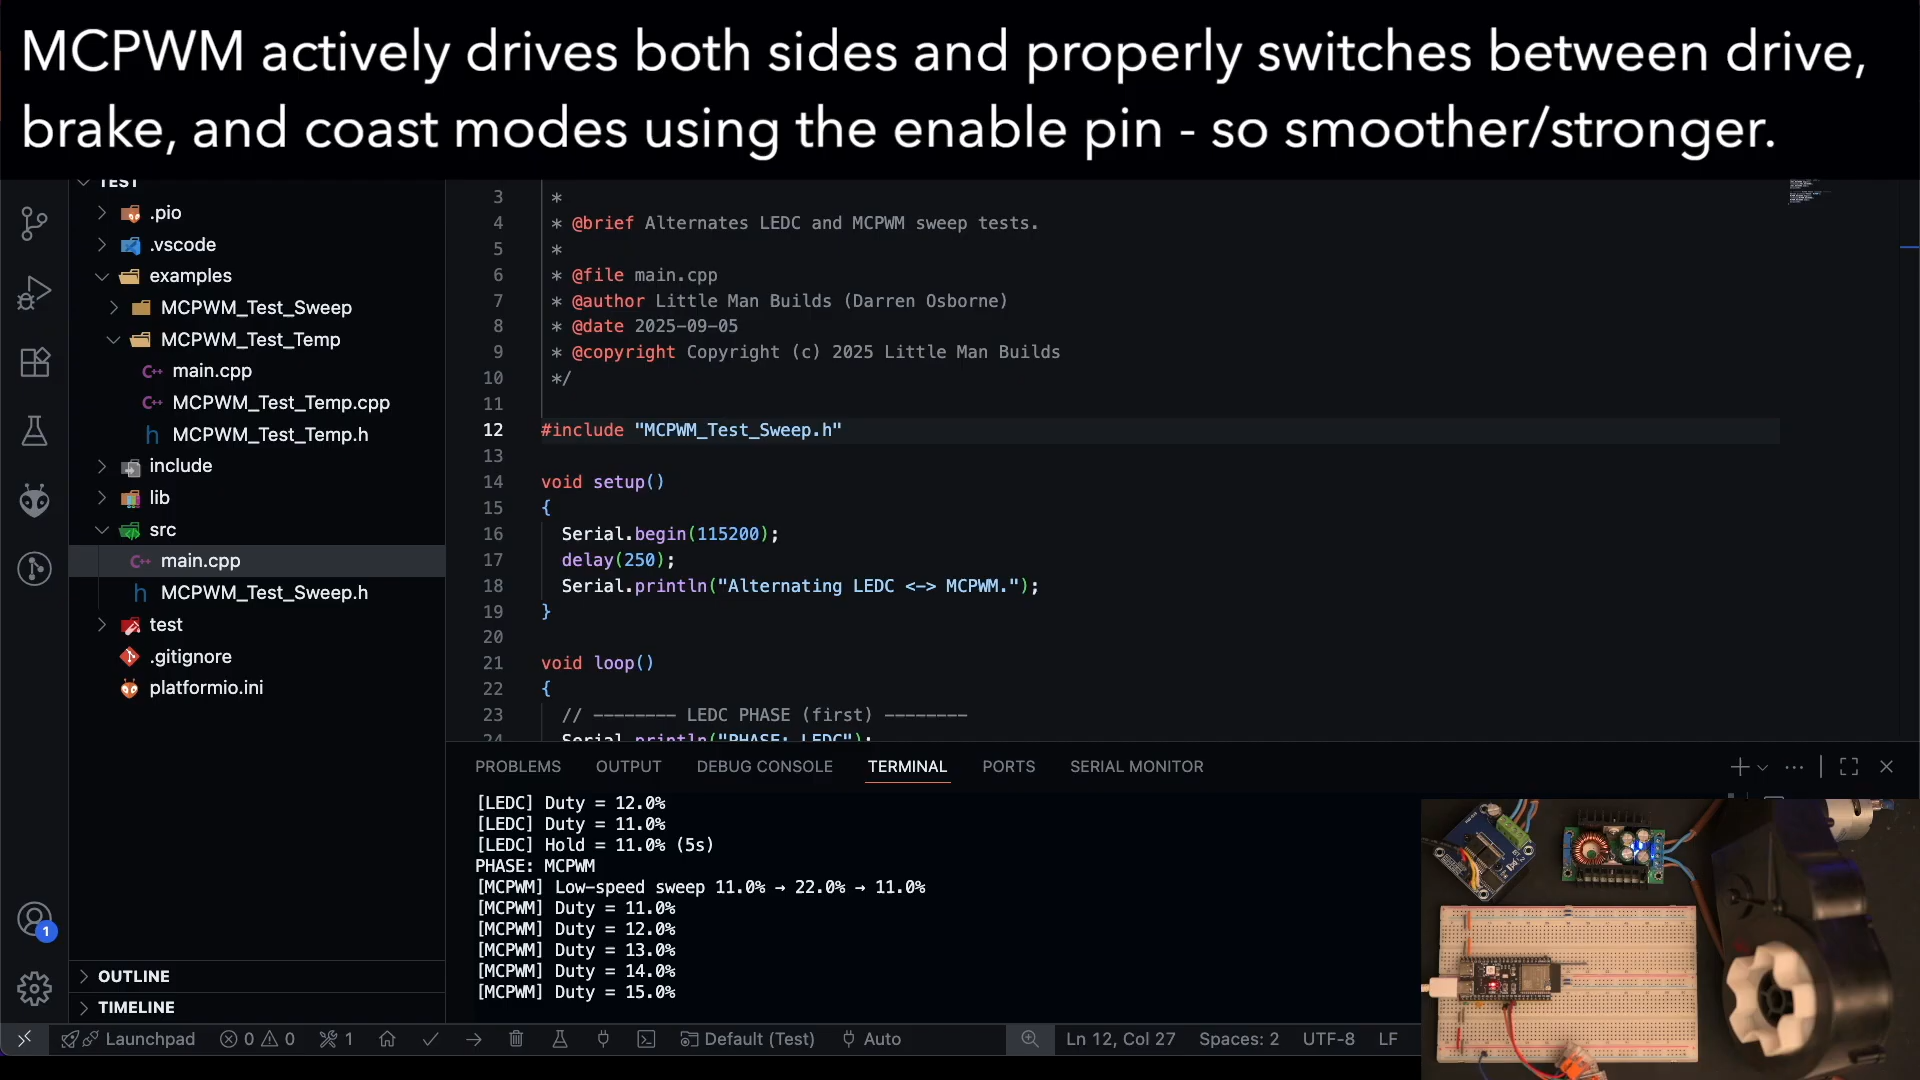 MCPWM actively drives both sides and properly switches between drive,
brake, and coast modes using the enable pin - so smoother/stronger.
TEST
.pio
.vscode
examples
MCPWM_Test_Sweep
MCPWM_Test_Temp
main.cpp
MCPWM_Test_Temp.cpp
MCPWM_Test_Temp.h
include
lib
src
main.cpp
MCPWM_Test_Sweep.h
test
.gitignore
platformio.ini
OUTLINE
TIMELINE
3 *
4 * @brief Alternates LEDC and MCPWM sweep tests.
5 *
6 * @file main.cpp
7 * @author Little Man Builds (Darren Osborne)
8 * @date 2025-09-05
9 * @copyright Copyright (c) 2025 Little Man Builds
10 */
11
12 #include "MCPWM_Test_Sweep.h"
13
14 void setup()
15 {
16 Serial.begin(115200);
17 delay(250);
18 Serial.println("Alternating LEDC <-> MCPWM.");
19 }
20
21 void loop()
22 {
23 // -------- LEDC PHASE (first) --------
24 Serial.println("PHASE: LEDC");
PROBLEMS OUTPUT DEBUG CONSOLE TERMINAL PORTS SERIAL MONITOR
[LEDC] Duty = 12.0%
[LEDC] Duty = 11.0%
[LEDC] Hold = 11.0% (5s)
PHASE: MCPWM
[MCPWM] Low-speed sweep 11.0% → 22.0% → 11.0%
[MCPWM] Duty = 11.0%
[MCPWM] Duty = 12.0%
[MCPWM] Duty = 13.0%
[MCPWM] Duty = 14.0%
[MCPWM] Duty = 15.0%
1
Launchpad 0 0 1 Default (Test) Auto Ln 12, Col 27 Spaces: 2 UTF-8 LF